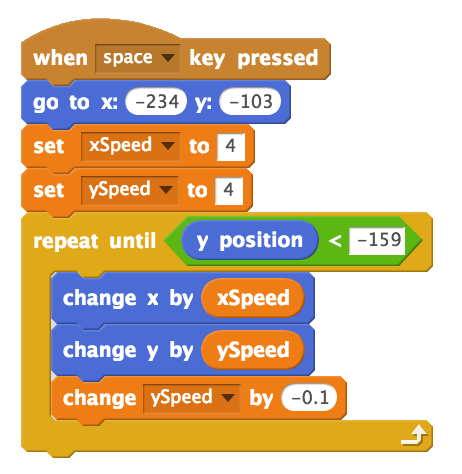 when space key pressed
go to x: -234 y: -103
set xSpeed to 4
set ySpeed to 4
repeat until y position < -159
change x by xSpeed
change y by ySpeed
change ySpeed by -0.1